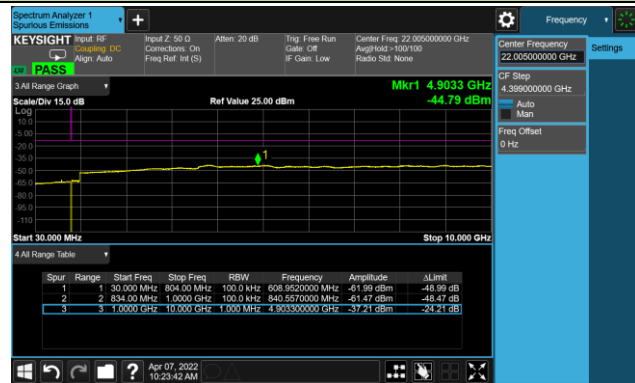 Spectrum Analyzer 1
Spurious Emissions
Frequency
KEYSIGHT
Input: RF
Coupling: DC
Align: Auto
Input Z: 50 Ω
Corrections: On
Freq Ref: Int (S)
Atten: 20 dB
Trig: Free Run
Gate: Off
IF Gain: Low
Center Freq: 22.005000000 GHz
Avg|Hold:>100/100
Radio Std: None
PASS
Center Frequency
22.005000000 GHz
Settings
CF Step
4.399000000 GHz
Auto
Man
Freq Offset
0 Hz
3 All Range Graph
Mkr1 4.9033 GHz
Scale/Div 15.0 dB
Ref Value 25.00 dBm
-44.79 dBm
Log
10.0
-5.00
-20.0
-35.0
-50.0
-65.0
-80.0
-95.0
-110
1
Start 30.000 MHz
Stop 10.000 GHz
4 All Range Table
Spur Range Start Freq Stop Freq RBW Frequency Amplitude ΔLimit
1 1 30.000 MHz 804.00 MHz 100.0 kHz 608.9520000 MHz -61.99 dBm -48.99 dB
2 2 834.00 MHz 1.0000 GHz 100.0 kHz 840.5570000 MHz -61.47 dBm -48.47 dB
3 3 1.0000 GHz 10.000 GHz 1.000 MHz 4.903300000 GHz -37.21 dBm -24.21 dB
?
Apr 07, 2022
10:23:42 AM